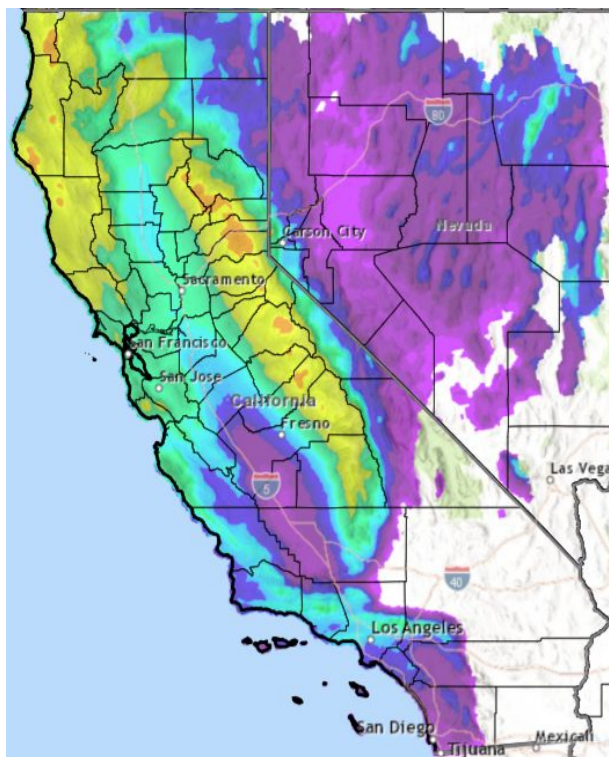 80
Carson City
Nevada
Sacramento
San Francisco
San Jose
California
Fresno
5
Las Vega
40
Los Angeles
San Diego
Mexicali
Tijuana